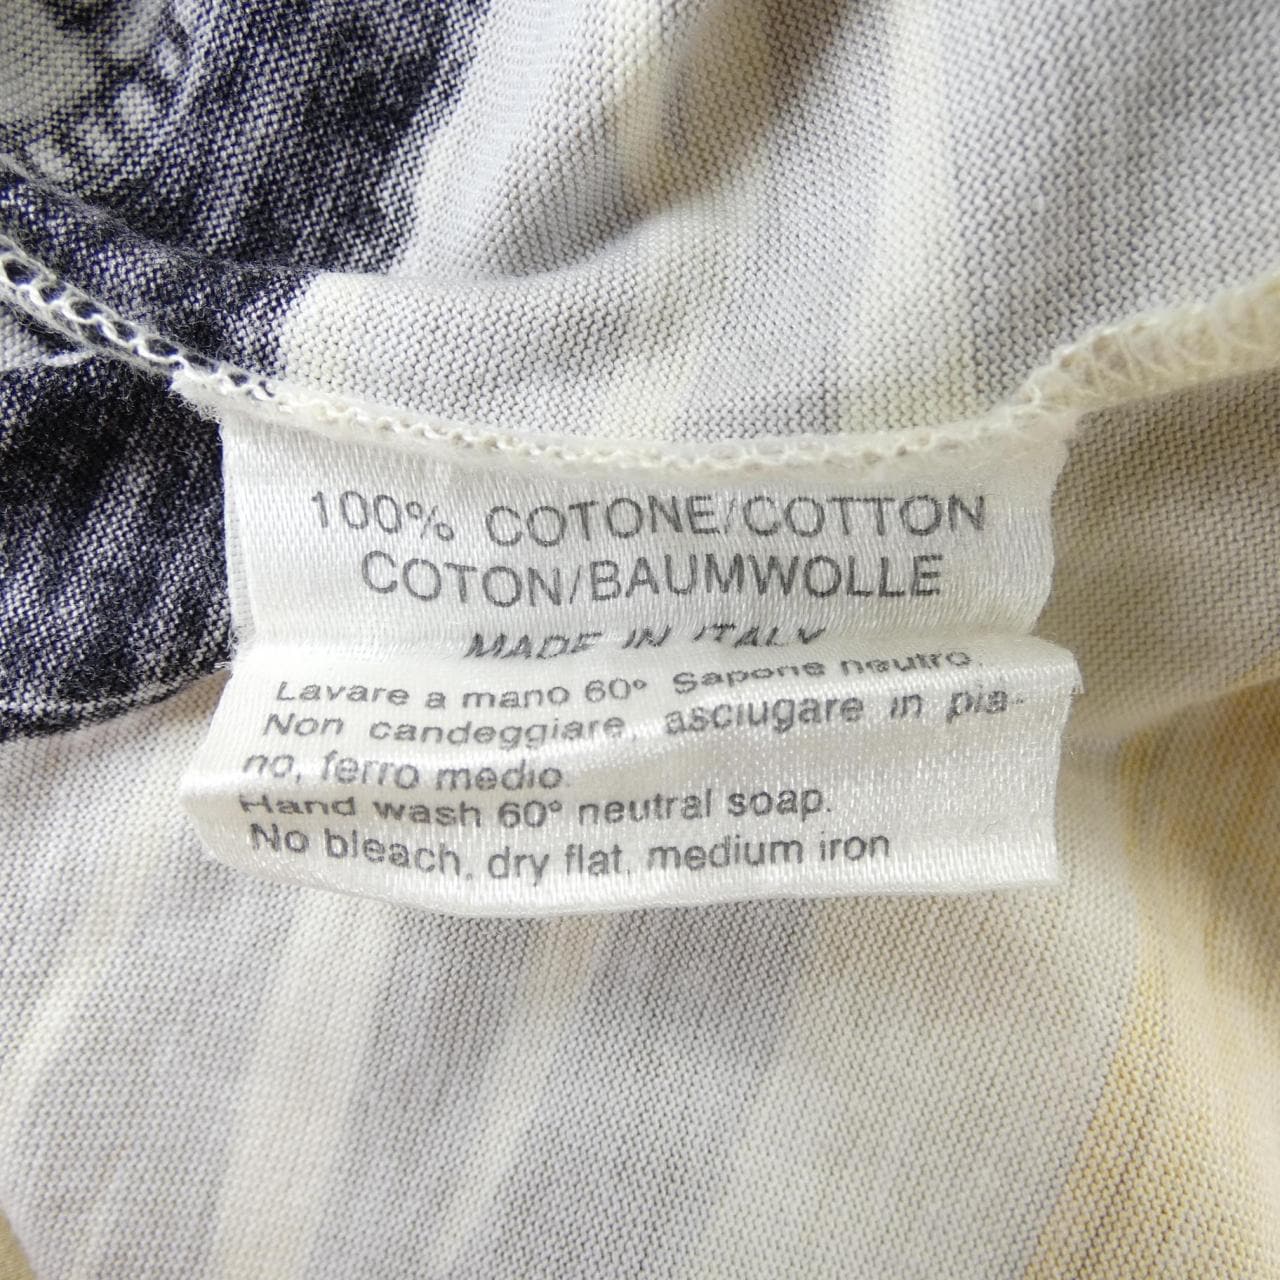 100% COTONE/COTTON
COTON/BAUMWOLLE
MADE IN ITALY
Lavare a mano 60° Sapone neutro.
Non candeggiare, asciugare in pia-
no, ferro medio.
Hand wash 60° neutral soap.
No bleach, dry flat, medium iron